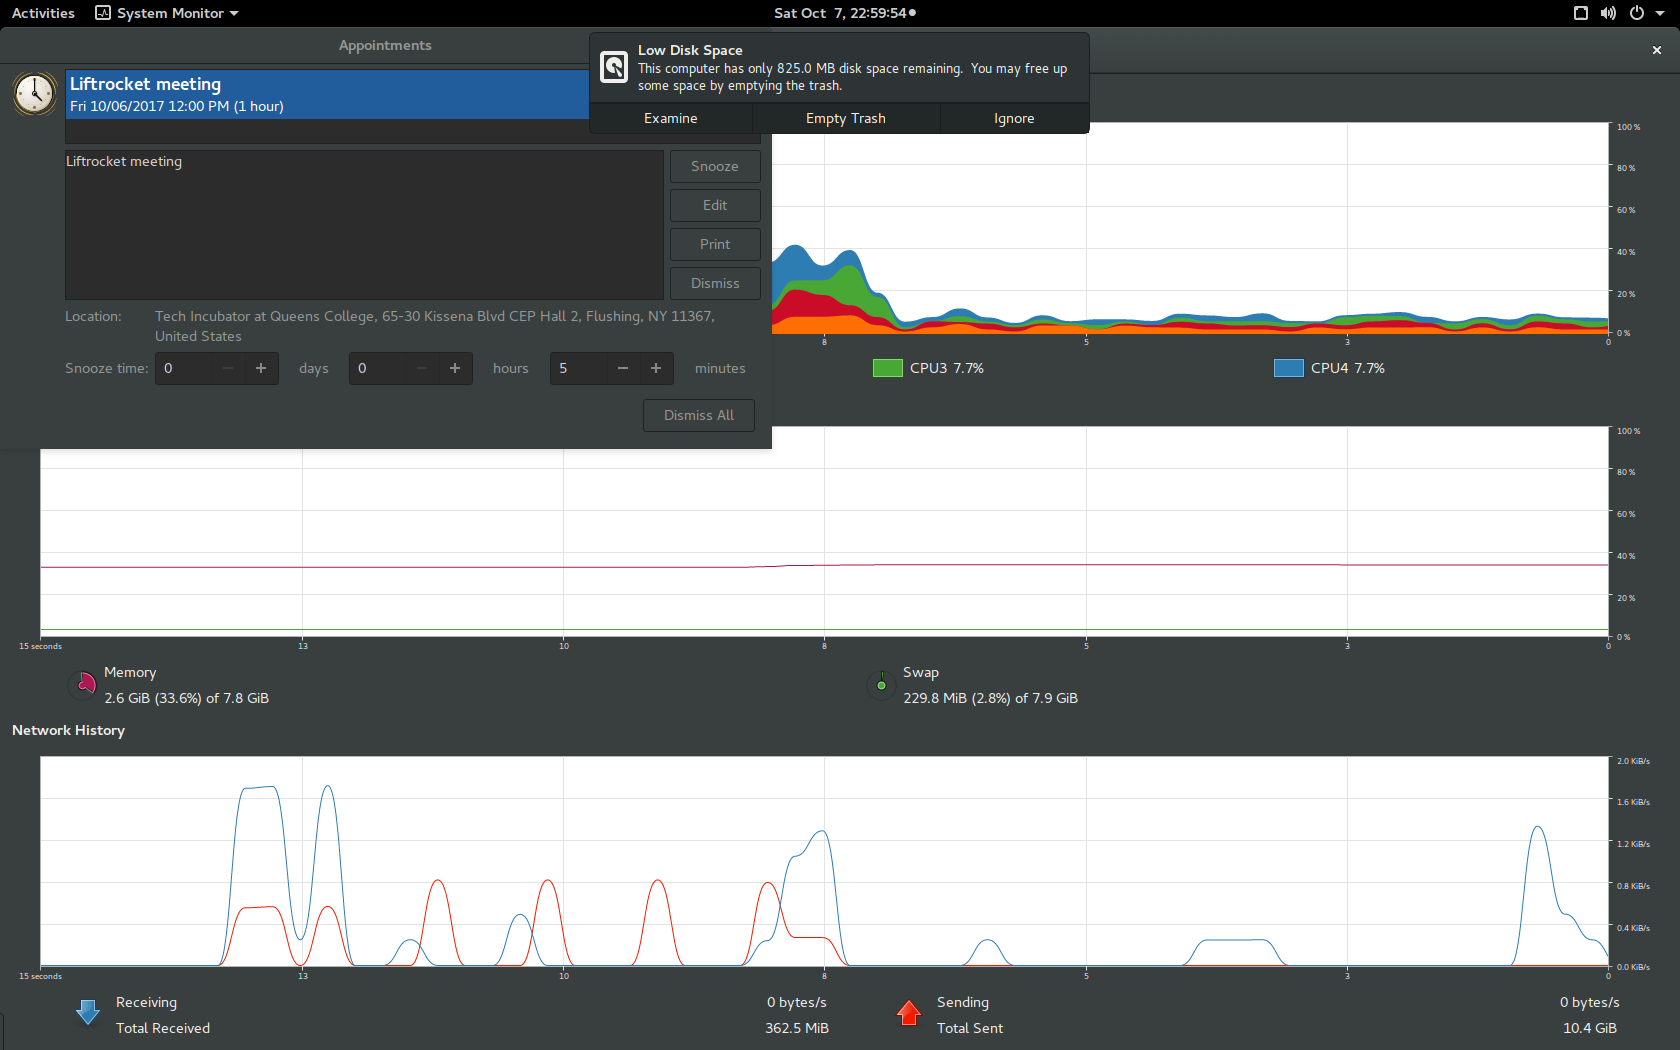 Activities System Monitor Sat Oct 7, 22:59:54
Appointments
Liftrocket meeting
Fri 10/06/2017 12:00 PM (1 hour)
Low Disk Space
This computer has only 825.0 MB disk space remaining. You may free up
some space by emptying the trash.
Examine Empty Trash Ignore
Liftrocket meeting
Snooze
Edit
Print
Dismiss
Location: Tech Incubator at Queens College, 65-30 Kissena Blvd CEP Hall 2, Flushing, NY 11367,
United States
Snooze time: 0 − + days 0 − + hours 5 − + minutes
Dismiss All
100 %
80 %
60 %
40 %
20 %
0 %
8 5 3 0
CPU3 7.7% CPU4 7.7%
100 %
80 %
60 %
40 %
20 %
0 %
15 seconds 13 10 8 5 3 0
Memory
2.6 GiB (33.6%) of 7.8 GiB
Swap
229.8 MiB (2.8%) of 7.9 GiB
Network History
2.0 KiB/s
1.6 KiB/s
1.2 KiB/s
0.8 KiB/s
0.4 KiB/s
0.0 KiB/s
15 seconds 13 10 8 5 3 0
Receiving 0 bytes/s
Total Received 362.5 MiB
Sending 0 bytes/s
Total Sent 10.4 GiB